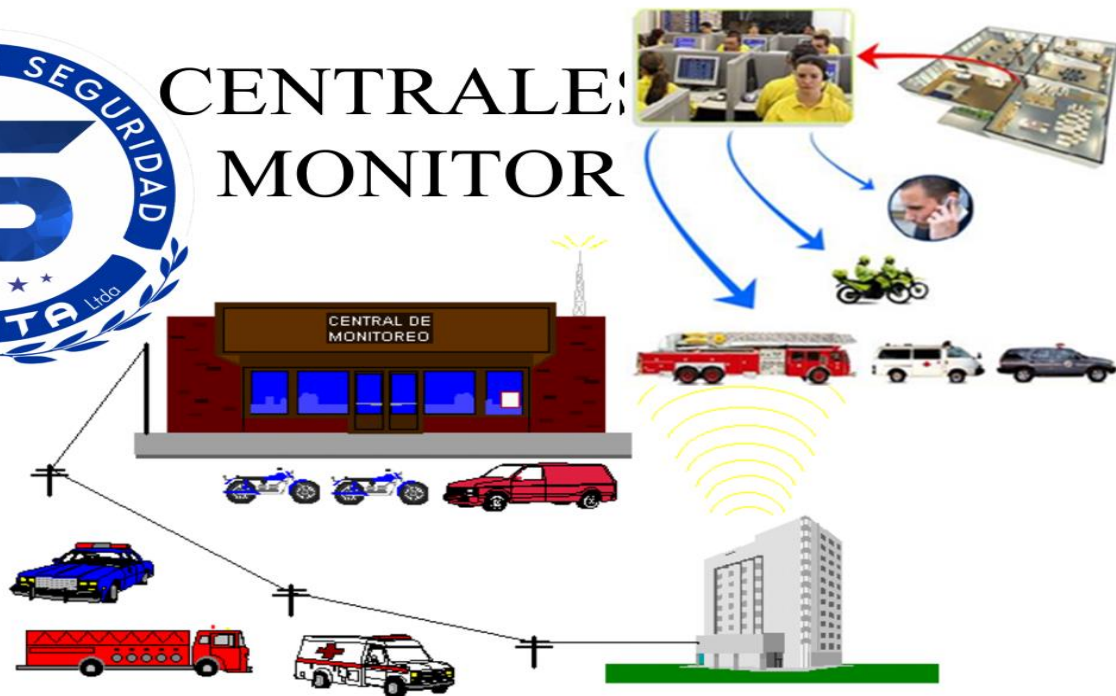 CENTRALES
MONITOR
SEGURIDAD
TA Ltda
CENTRAL DE
MONITOREO